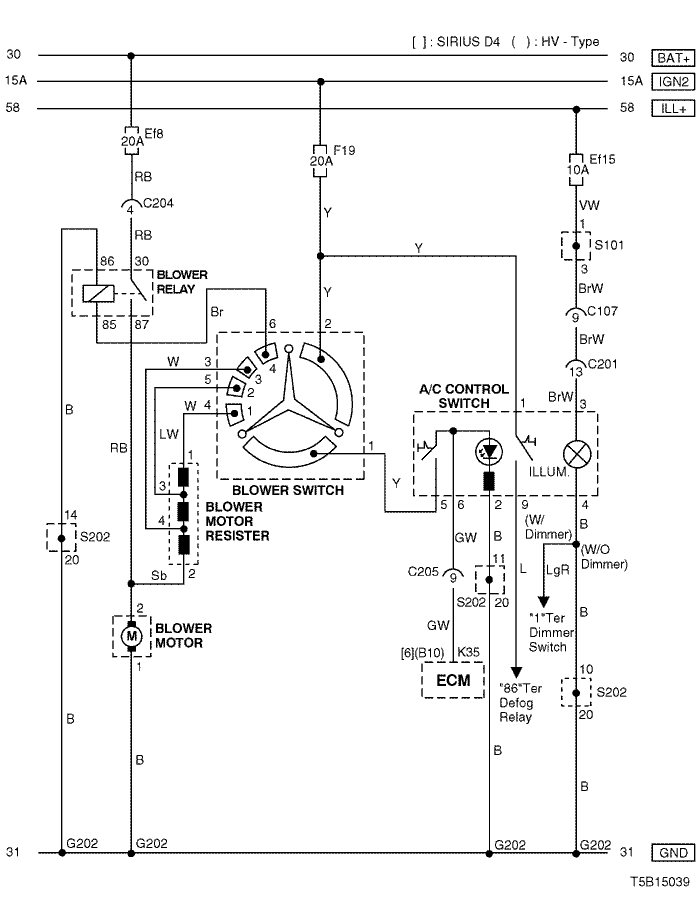 [ ] : SIRIUS D4 ( ) : HV - Type
30
30
BAT+
15A
15A
IGN2
58
58
ILL+
Ef8
20A
F19
20A
Ef15
10A
RB
C204
4
RB
Y
VW
1
S101
3
BrW
C107
9
BrW
C201
13
BrW
86
30
BLOWER
RELAY
85
87
Br
Y
Y
6
2
W
3
5
W
4
4
3
2
1
1
Y
BLOWER SWITCH
A/C CONTROL
SWITCH
1
3
ILLUM.
5
6
2
9
4
B
RB
LW
1
3
4
2
BLOWER
MOTOR
RESISTER
Sb
14
S202
20
2
M
BLOWER
MOTOR
1
GW
C205
9
GW
[6](B10)
K35
ECM
B
11
S202
20
(W/
Dimmer)
L
"86"Ter
Defog
Relay
B
(W/O
Dimmer)
LgR
"1"Ter
Dimmer
Switch
B
10
S202
20
B
B
B
B
31
G202
G202
G202
G202
31
GND
T5B15039